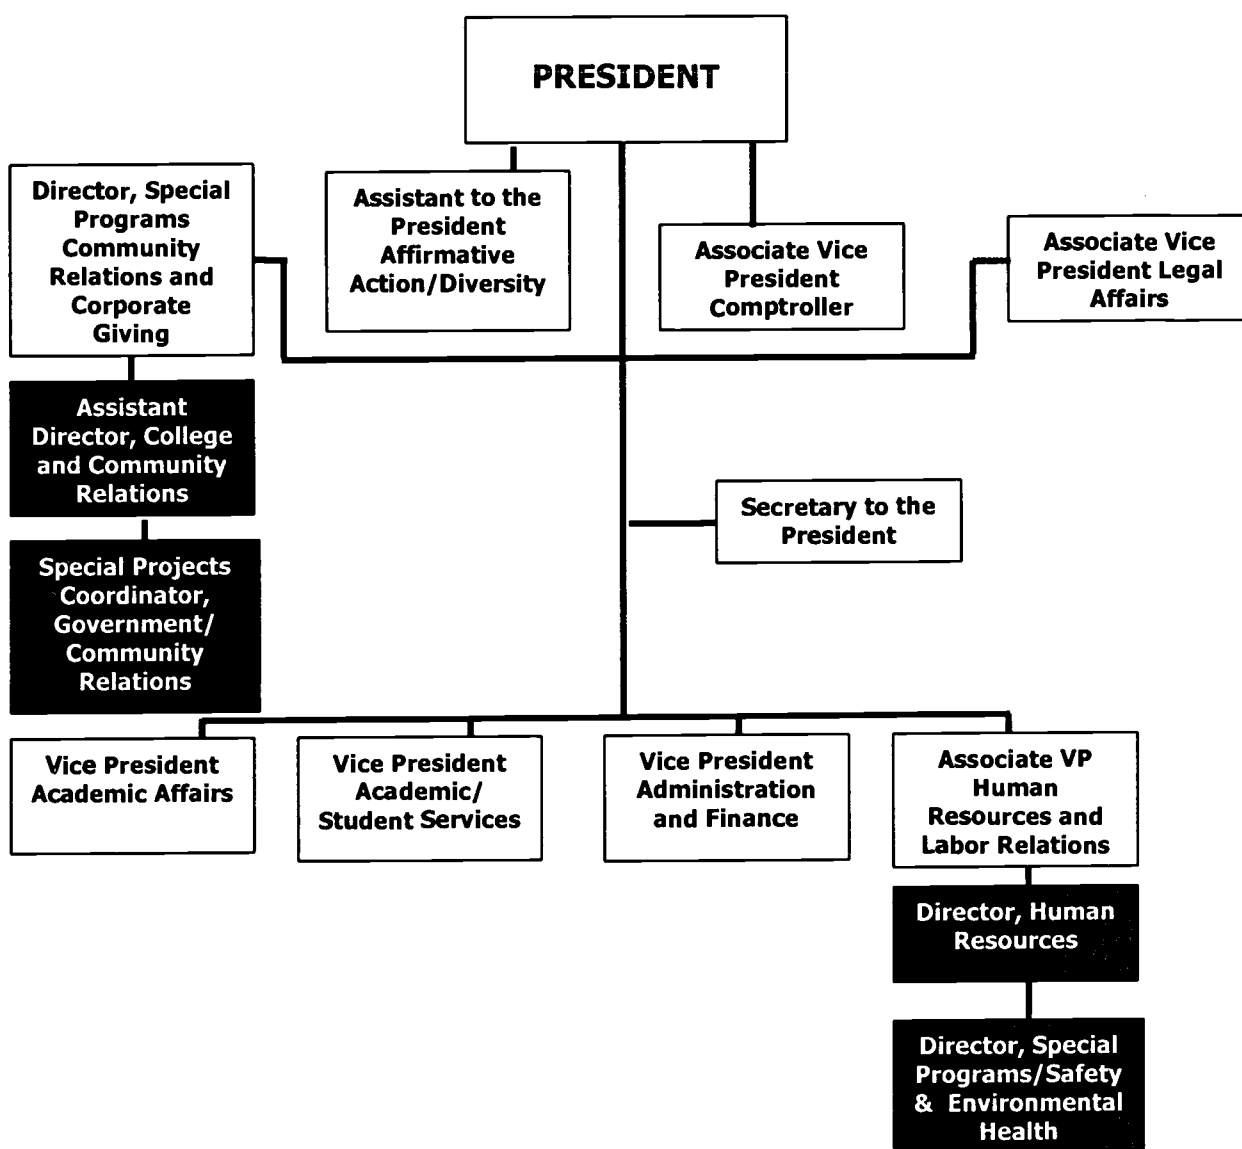 PRESIDENT
Director, Special
Programs
Community
Relations and
Corporate
Giving
Assistant to the
President
Affirmative
Action/Diversity
Associate Vice
President
Comptroller
Associate Vice
President Legal
Affairs
Assistant
Director, College
and Community
Relations
Secretary to the
President
Special Projects
Coordinator,
Government/
Community
Relations
Vice President
Academic Affairs
Vice President
Academic/
Student Services
Vice President
Administration
and Finance
Associate VP
Human
Resources and
Labor Relations
Director, Human
Resources
Director, Special
Programs/Safety
& Environmental
Health